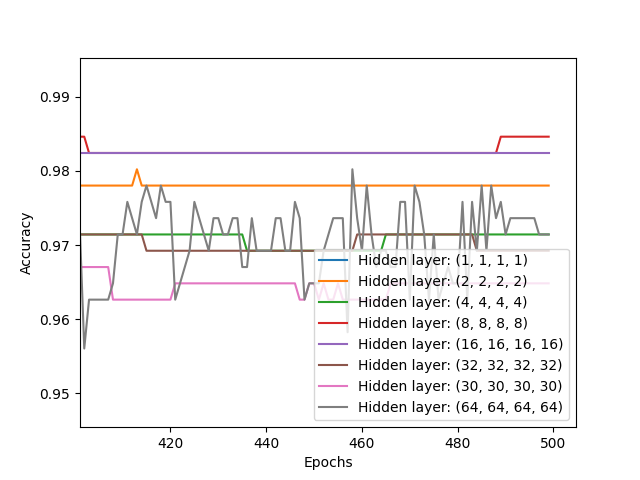 0.99
0.98
0.97
0.96
0.95
Accuracy
Hidden layer: (1, 1, 1, 1)
Hidden layer: (2, 2, 2, 2)
Hidden layer: (4, 4, 4, 4)
Hidden layer: (8, 8, 8, 8)
Hidden layer: (16, 16, 16, 16)
Hidden layer: (32, 32, 32, 32)
Hidden layer: (30, 30, 30, 30)
Hidden layer: (64, 64, 64, 64)
420 440 460 480 500
Epochs